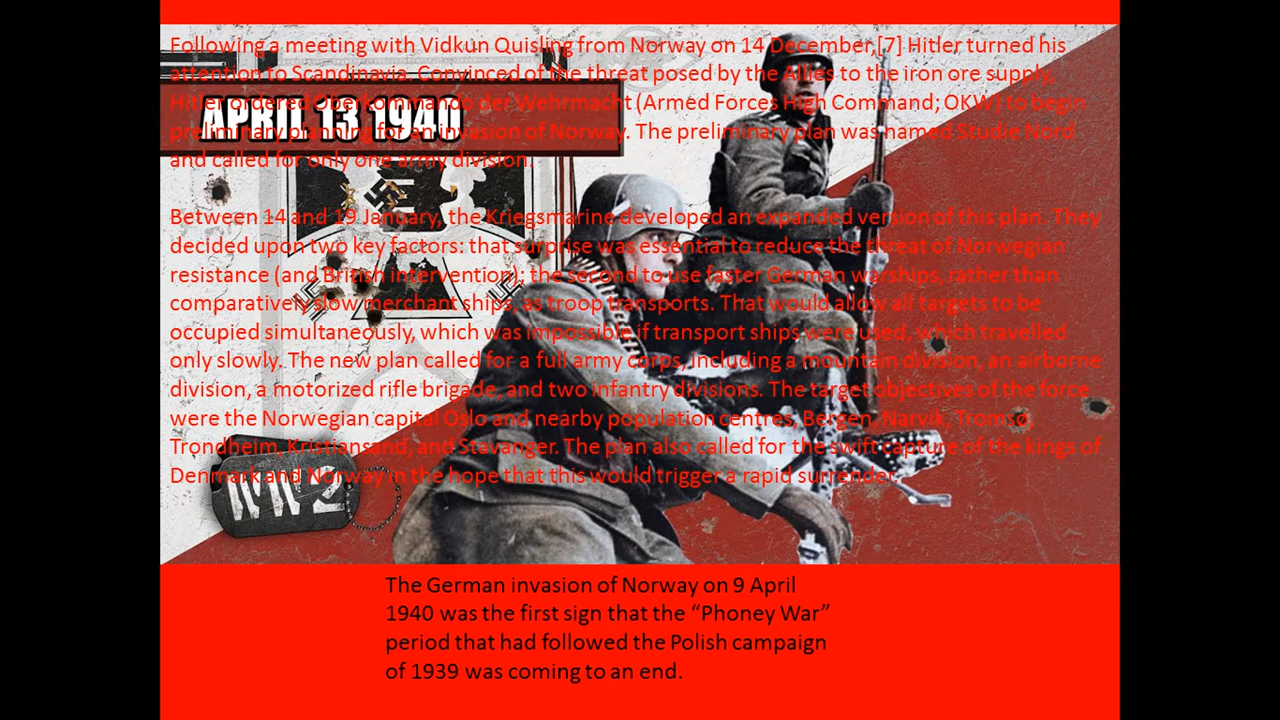 Following a meeting with Vidkun Quisling from Norway on 14 December,[7] Hitler turned his
attention to Scandinavia. Convinced of the threat posed by the Allies to the iron ore supply,
Hitler ordered Oberkommando der Wehrmacht (Armed Forces High Command; OKW) to begin
APRIL 13 1940
preliminary planning for an invasion of Norway. The preliminary plan was named Studie Nord
and called for only one army division.
Between 14 and 19 January, the Kriegsmarine developed an expanded version of this plan. They
decided upon two key factors: that surprise was essential to reduce the threat of Norwegian
resistance (and British intervention); the second to use faster German warships, rather than
comparatively slow merchant ships, as troop transports. That would allow all targets to be
occupied simultaneously, which was impossible if transport ships were used, which travelled
only slowly. The new plan called for a full army corps, including a mountain division, an airborne
division, a motorized rifle brigade, and two infantry divisions. The target objectives of the force
were the Norwegian capital Oslo and nearby population centres, Bergen, Narvik, Tromsø,
Trondheim, Kristiansand, and Stavanger. The plan also called for the swift capture of the kings of
Denmark and Norway in the hope that this would trigger a rapid surrender.
WW2
The German invasion of Norway on 9 April
1940 was the first sign that the “Phoney War”
period that had followed the Polish campaign
of 1939 was coming to an end.